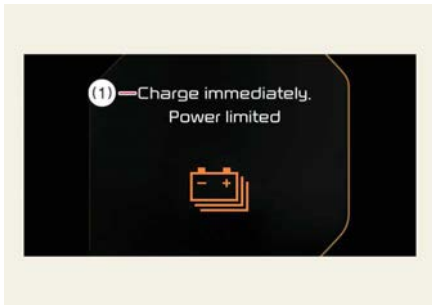 (1) Charge immediately.
Power limited
- +